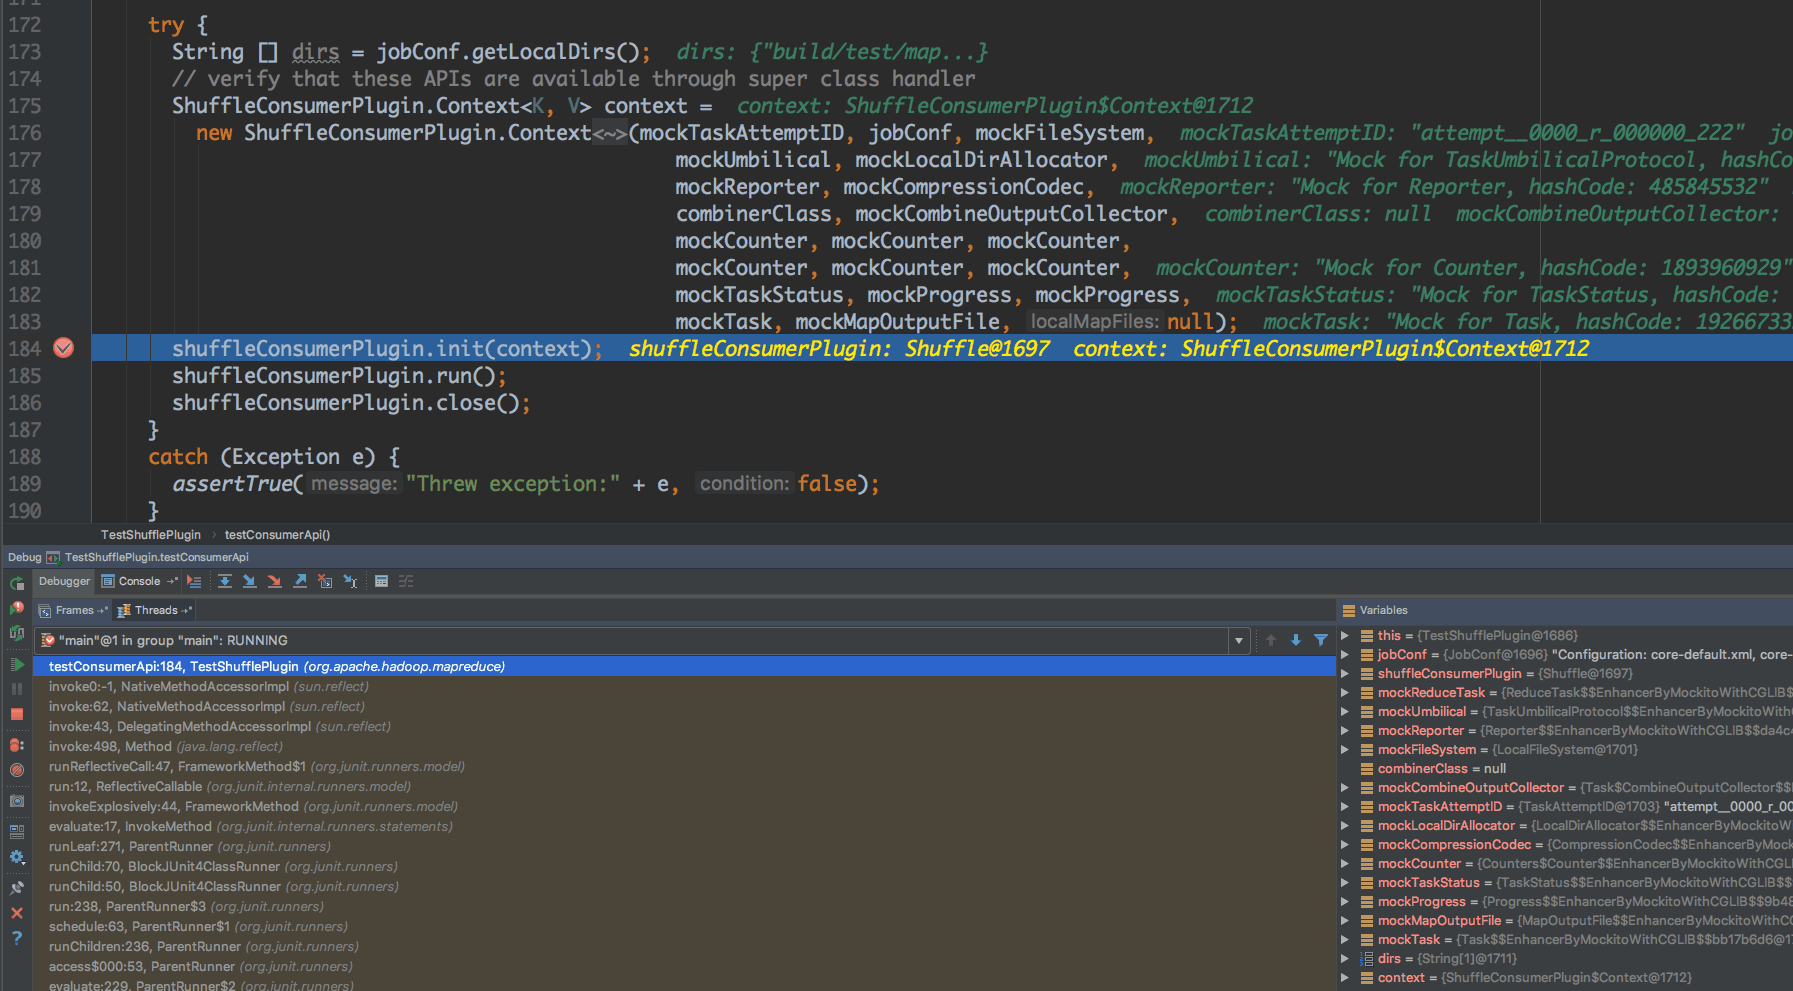 171
172 try {
173 String [] dirs = jobConf.getLocalDirs(); dirs: {"build/test/map...}
174 // verify that these APIs are available through super class handler
175 ShuffleConsumerPlugin.Context<K, V> context = context: ShuffleConsumerPlugin$Context@1712
176 new ShuffleConsumerPlugin.Context<~>(mockTaskAttemptID, jobConf, mockFileSystem, mockTaskAttemptID: "attempt__0000_r_000000_222" jo
177 mockUmbilical, mockLocalDirAllocator, mockUmbilical: "Mock for TaskUmbilicalProtocol, hashCo
178 mockReporter, mockCompressionCodec, mockReporter: "Mock for Reporter, hashCode: 485845532"
179 combinerClass, mockCombineOutputCollector, combinerClass: null mockCombineOutputCollector:
180 mockCounter, mockCounter, mockCounter,
181 mockCounter, mockCounter, mockCounter, mockCounter: "Mock for Counter, hashCode: 1893960929"
182 mockTaskStatus, mockProgress, mockProgress, mockTaskStatus: "Mock for TaskStatus, hashCode:
183 mockTask, mockMapOutputFile, localMapFiles: null); mockTask: "Mock for Task, hashCode: 19266733
184 shuffleConsumerPlugin.init(context); shuffleConsumerPlugin: Shuffle@1697 context: ShuffleConsumerPlugin$Context@1712
185 shuffleConsumerPlugin.run();
186 shuffleConsumerPlugin.close();
187 }
188 catch (Exception e) {
189 assertTrue( message: "Threw exception:" + e, condition: false);
190 }
TestShufflePlugin › testConsumerApi()
Debug TestShufflePlugin.testConsumerApi
Debugger Console
Frames Threads
Variables
"main"@1 in group "main": RUNNING
testConsumerApi:184, TestShufflePlugin (org.apache.hadoop.mapreduce)
invoke0:-1, NativeMethodAccessorImpl (sun.reflect)
invoke:62, NativeMethodAccessorImpl (sun.reflect)
invoke:43, DelegatingMethodAccessorImpl (sun.reflect)
invoke:498, Method (java.lang.reflect)
runReflectiveCall:47, FrameworkMethod$1 (org.junit.runners.model)
run:12, ReflectiveCallable (org.junit.internal.runners.model)
invokeExplosively:44, FrameworkMethod (org.junit.runners.model)
evaluate:17, InvokeMethod (org.junit.internal.runners.statements)
runLeaf:271, ParentRunner (org.junit.runners)
runChild:70, BlockJUnit4ClassRunner (org.junit.runners)
runChild:50, BlockJUnit4ClassRunner (org.junit.runners)
run:238, ParentRunner$3 (org.junit.runners)
schedule:63, ParentRunner$1 (org.junit.runners)
runChildren:236, ParentRunner (org.junit.runners)
access$000:53, ParentRunner (org.junit.runners)
evaluate:229, ParentRunner$2 (org.junit.runners)
this = {TestShufflePlugin@1686}
jobConf = {JobConf@1696} "Configuration: core-default.xml, core-
shuffleConsumerPlugin = {Shuffle@1697}
mockReduceTask = {ReduceTask$$EnhancerByMockitoWithCGLIB$
mockUmbilical = {TaskUmbilicalProtocol$$EnhancerByMockitoWith
mockReporter = {Reporter$$EnhancerByMockitoWithCGLIB$$da4c4
mockFileSystem = {LocalFileSystem@1701}
combinerClass = null
mockCombineOutputCollector = {Task$CombineOutputCollector$$
mockTaskAttemptID = {TaskAttemptID@1703} "attempt__0000_r_00
mockLocalDirAllocator = {LocalDirAllocator$$EnhancerByMockitoWi
mockCompressionCodec = {CompressionCodec$$EnhancerByMock
mockCounter = {Counters$Counter$$EnhancerByMockitoWithCGLI
mockTaskStatus = {TaskStatus$$EnhancerByMockitoWithCGLIB$$
mockProgress = {Progress$$EnhancerByMockitoWithCGLIB$$9b48
mockMapOutputFile = {MapOutputFile$$EnhancerByMockitoWithCG
mockTask = {Task$$EnhancerByMockitoWithCGLIB$$bb17b6d6@17
dirs = {String[1]@1711}
context = {ShuffleConsumerPlugin$Context@1712}